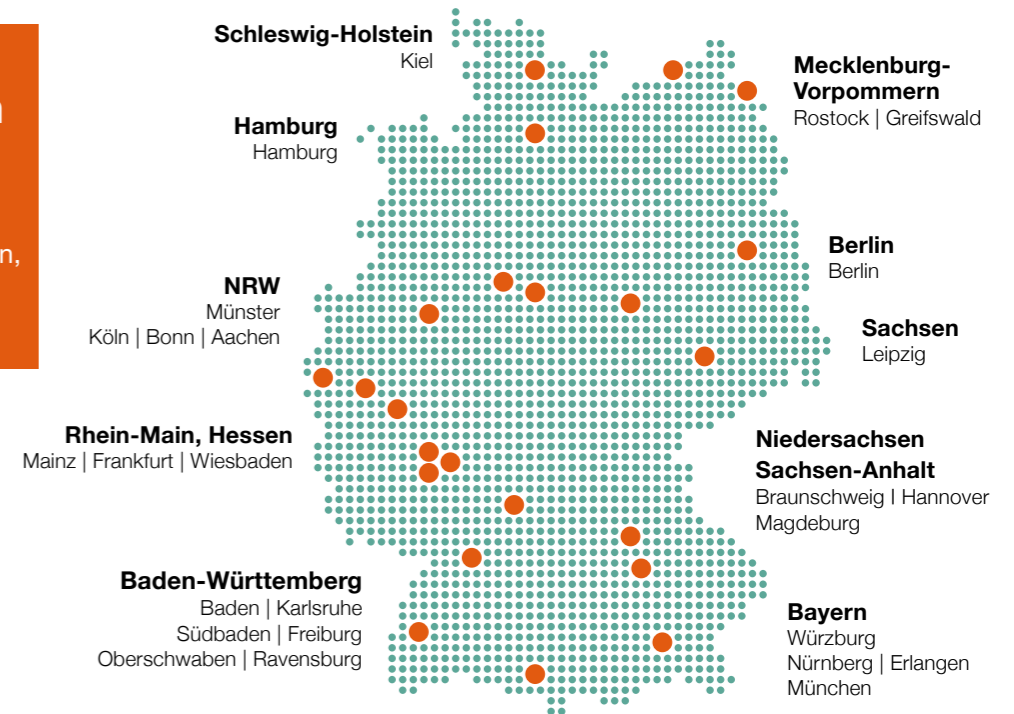 n
n,
Schleswig-Holstein
Kiel
Mecklenburg-
Vorpommern
Rostock | Greifswald
Hamburg
Hamburg
Berlin
Berlin
NRW
Münster
Köln | Bonn | Aachen
Sachsen
Leipzig
Rhein-Main, Hessen
Mainz | Frankfurt | Wiesbaden
Niedersachsen
Sachsen-Anhalt
Braunschweig I Hannover
Magdeburg
Baden-Württemberg
Baden | Karlsruhe
Südbaden | Freiburg
Oberschwaben | Ravensburg
Bayern
Würzburg
Nürnberg | Erlangen
München